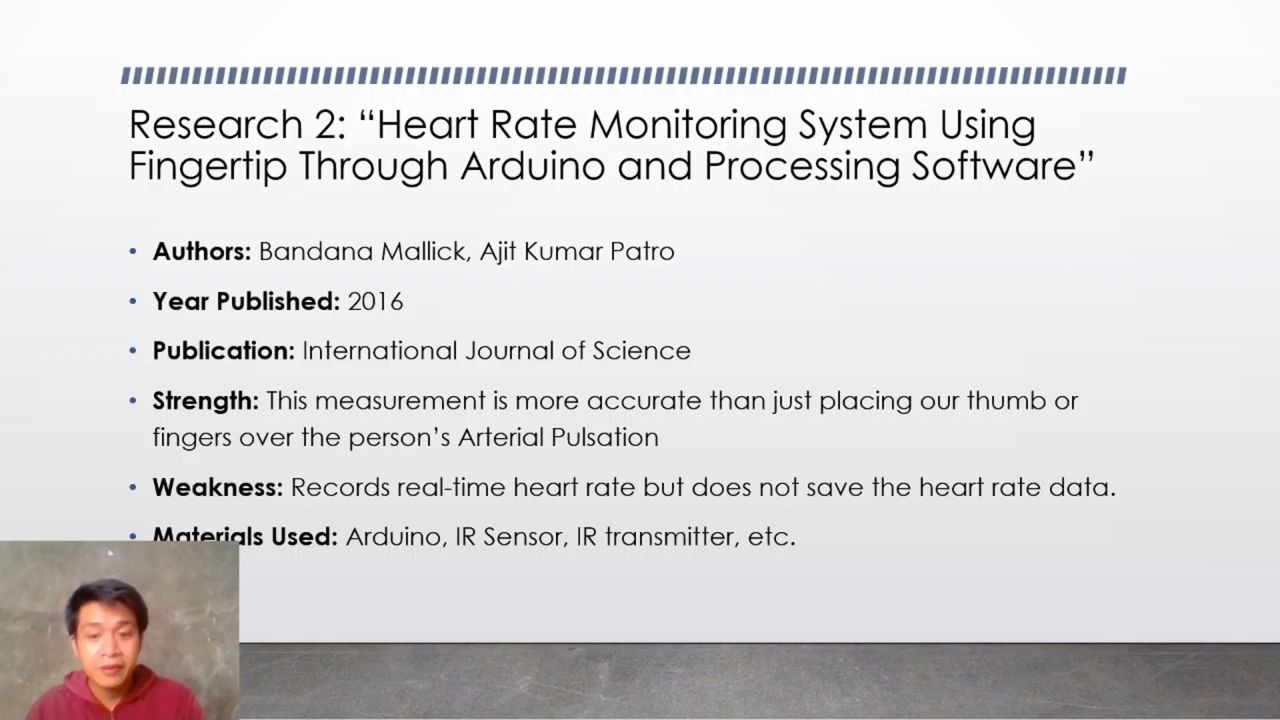 Research 2: “Heart Rate Monitoring System Using
Fingertip Through Arduino and Processing Software”
• Authors: Bandana Mallick, Ajit Kumar Patro
• Year Published: 2016
• Publication: International Journal of Science
• Strength: This measurement is more accurate than just placing our thumb or
fingers over the person’s Arterial Pulsation
• Weakness: Records real-time heart rate but does not save the heart rate data.
• Materials Used: Arduino, IR Sensor, IR transmitter, etc.